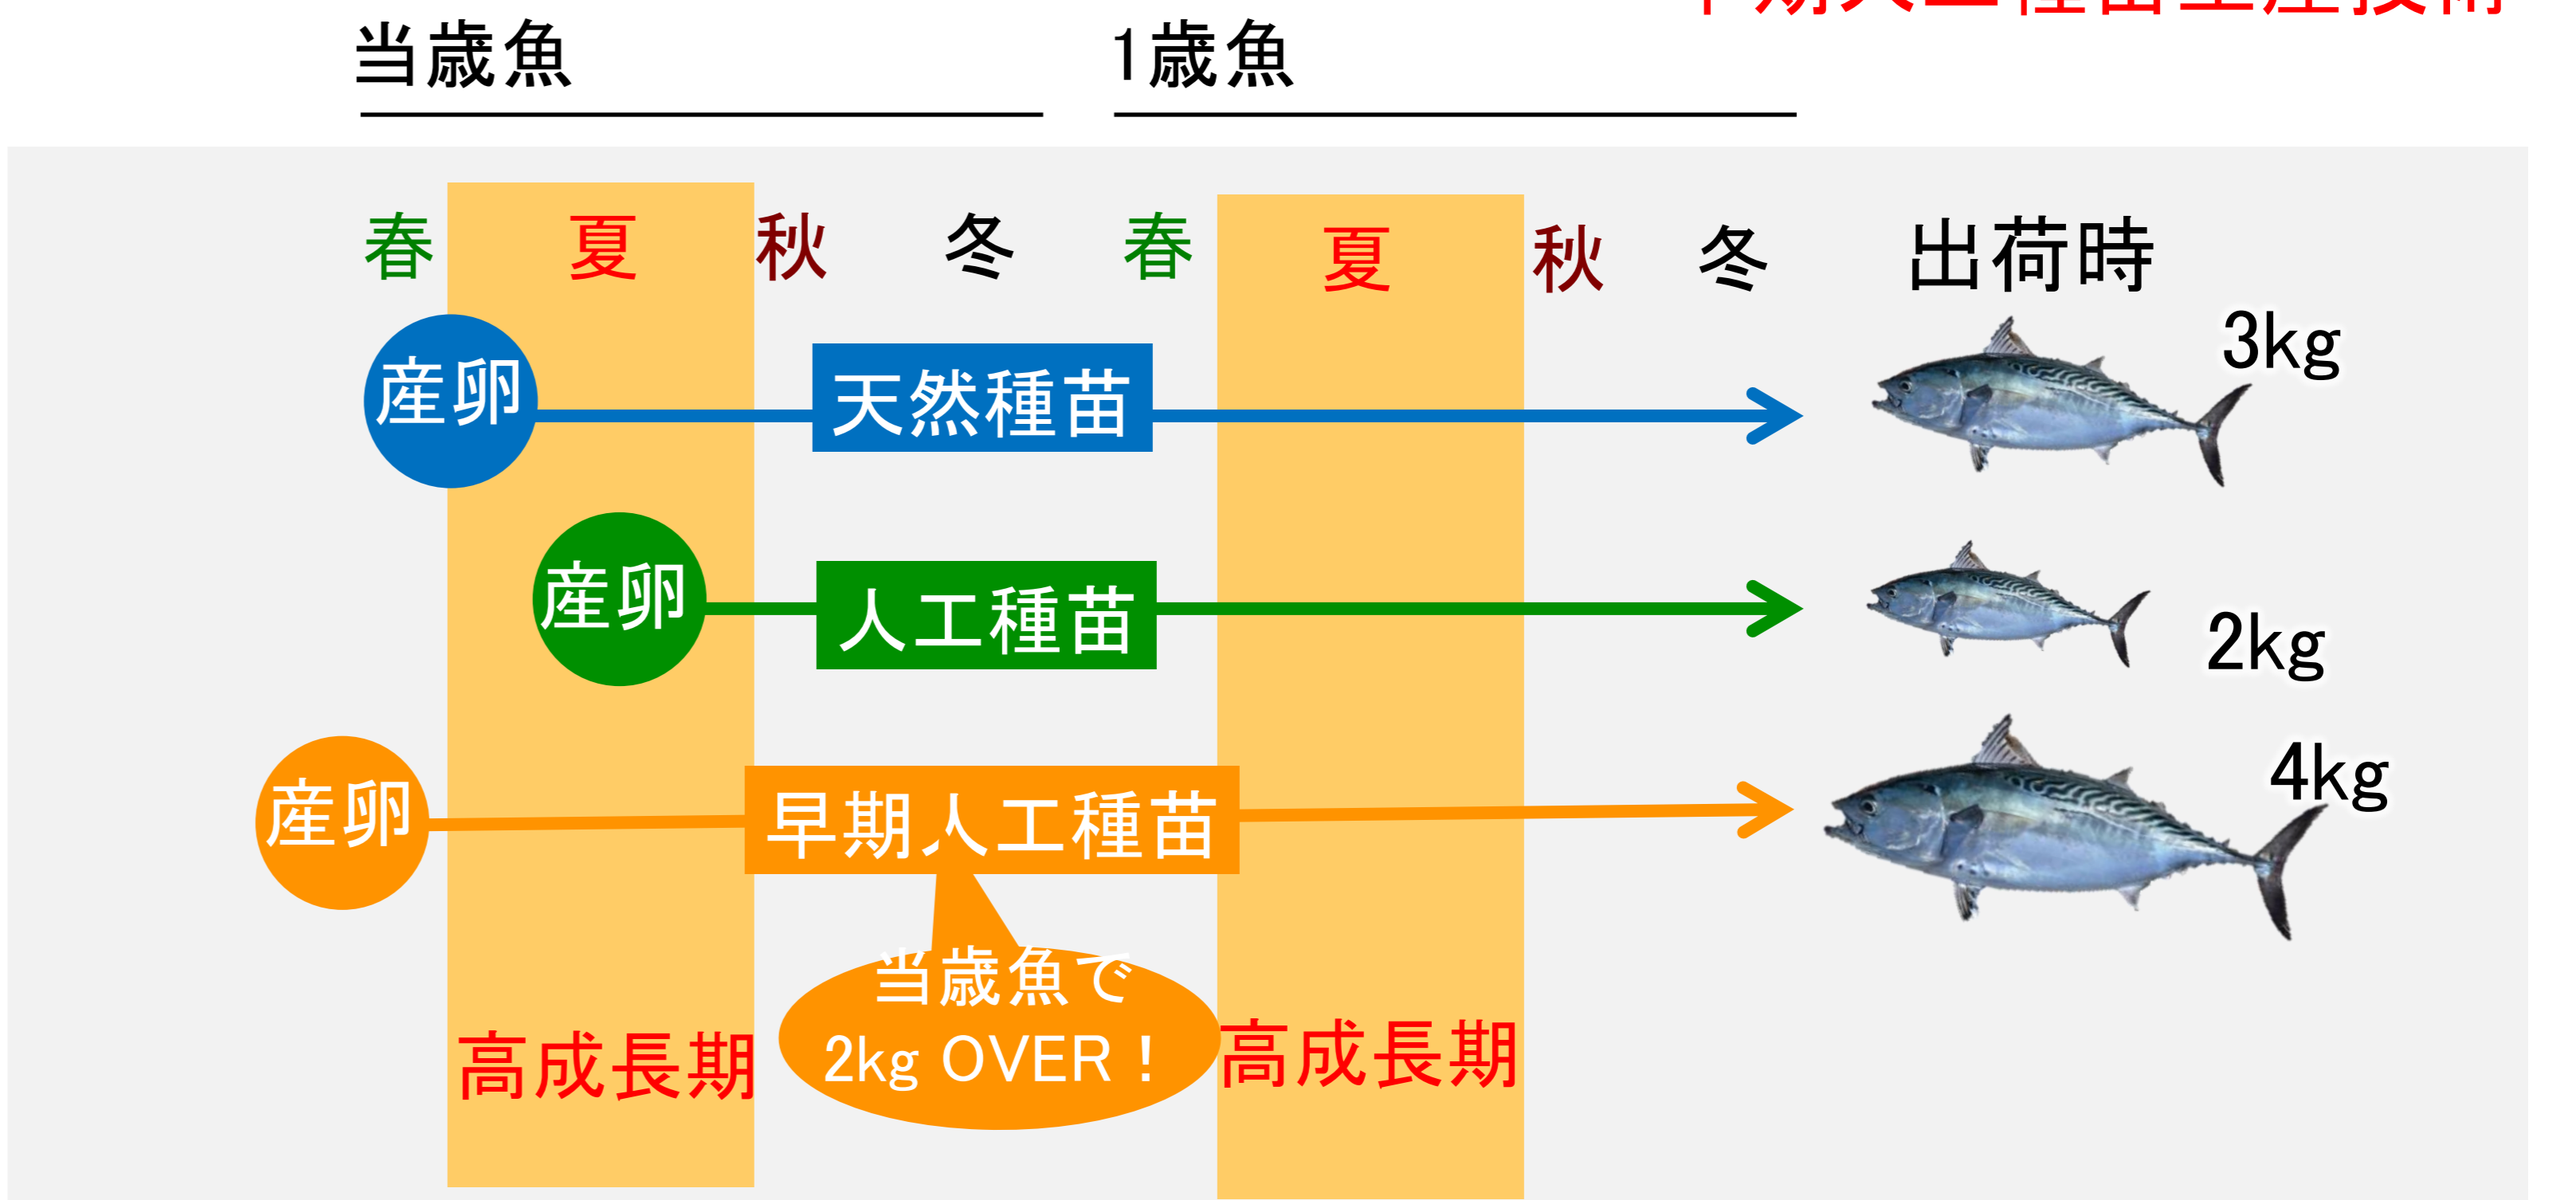 当歳魚
1歳魚
春 夏 秋 冬 春 夏 秋 冬 出荷時
産卵 天然種苗 3kg
産卵 人工種苗 2kg
産卵 早期人工種苗 4kg
当歳魚で
2kg OVER！
高成長期
高成長期